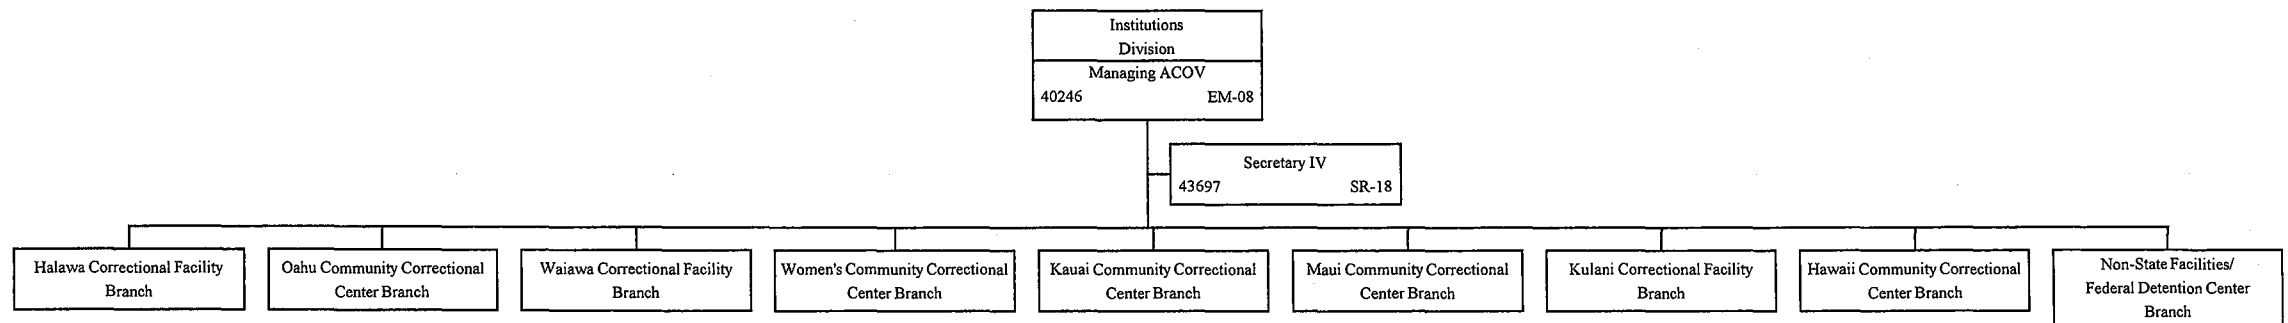 Institutions
Division
Managing ACOV
40246 EM-08
Secretary IV
43697 SR-18
Halawa Correctional Facility
Branch
Oahu Community Correctional
Center Branch
Waiawa Correctional Facility
Branch
Women's Community Correctional
Center Branch
Kauai Community Correctional
Center Branch
Maui Community Correctional
Center Branch
Kulani Correctional Facility
Branch
Hawaii Community Correctional
Center Branch
Non-State Facilities/
Federal Detention Center
Branch